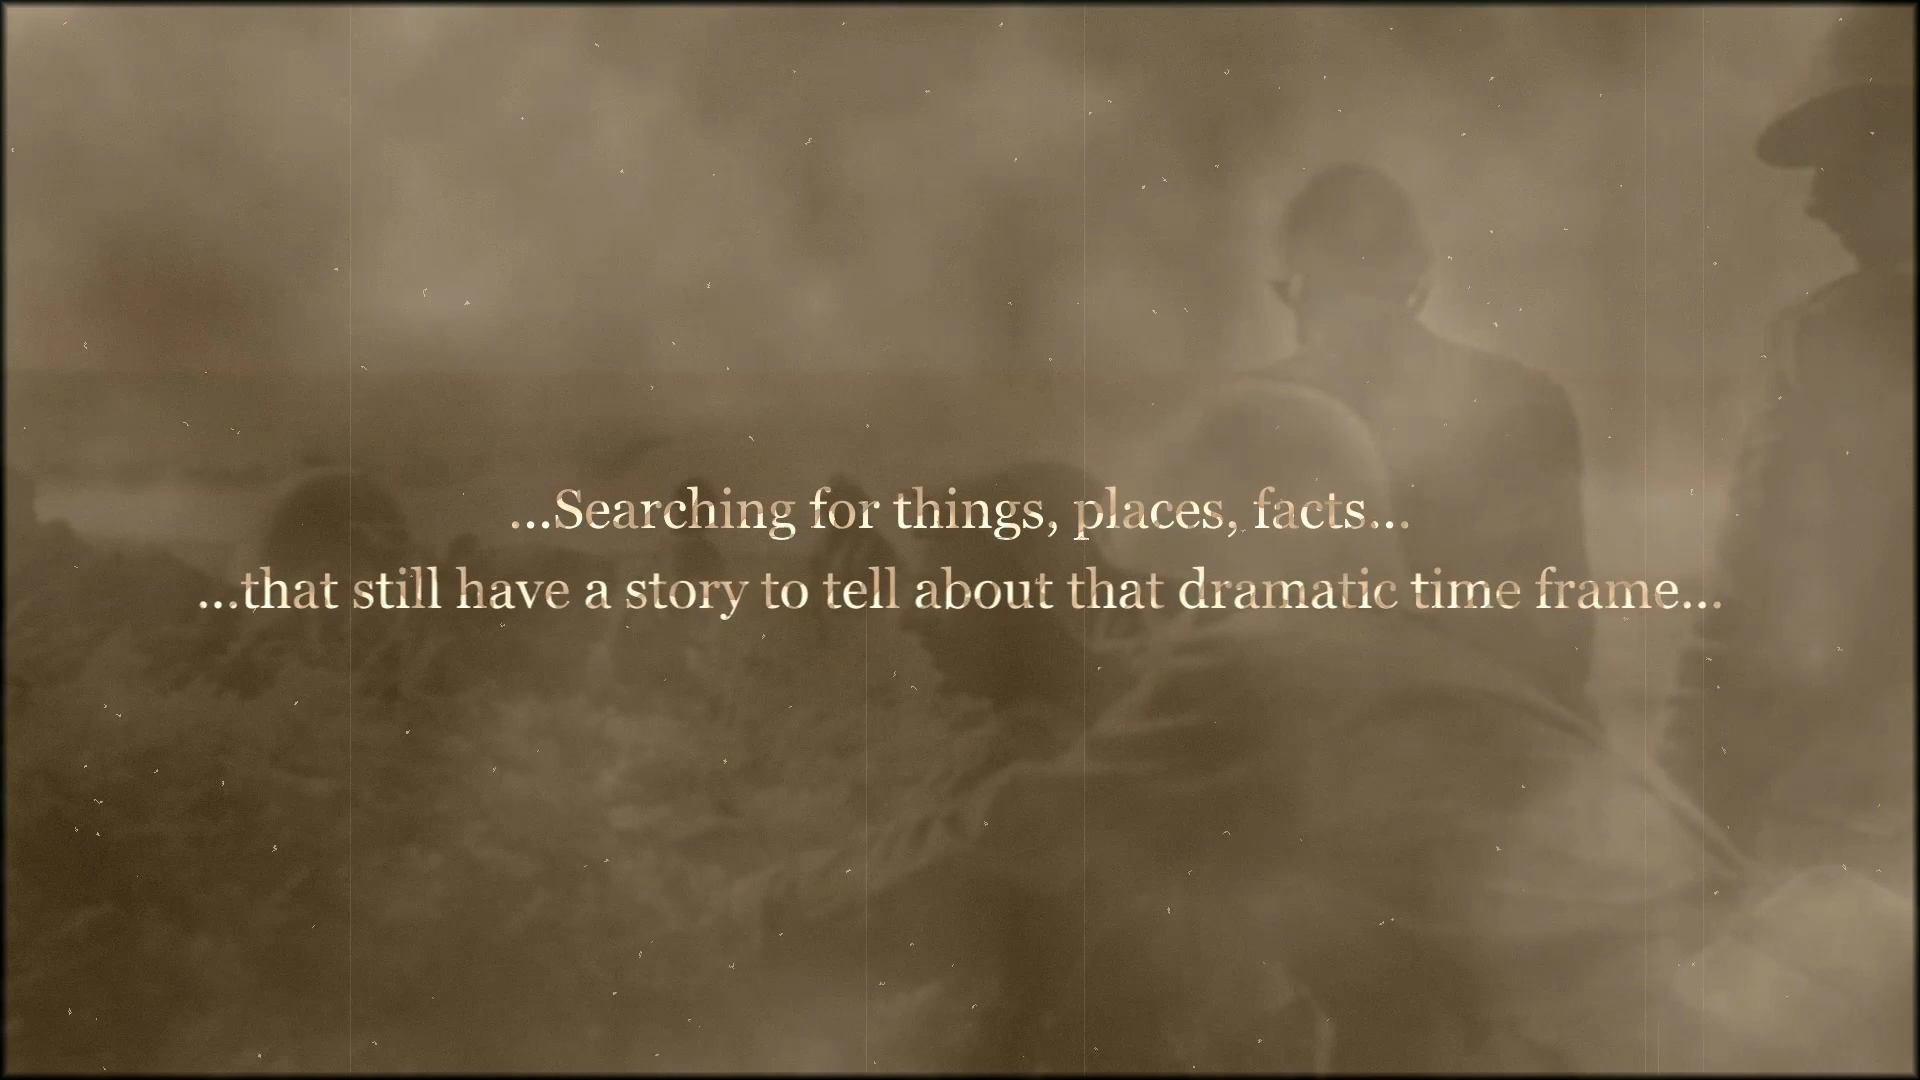 ...Searching for things, places, facts...
...that still have a story to tell about that dramatic time frame...